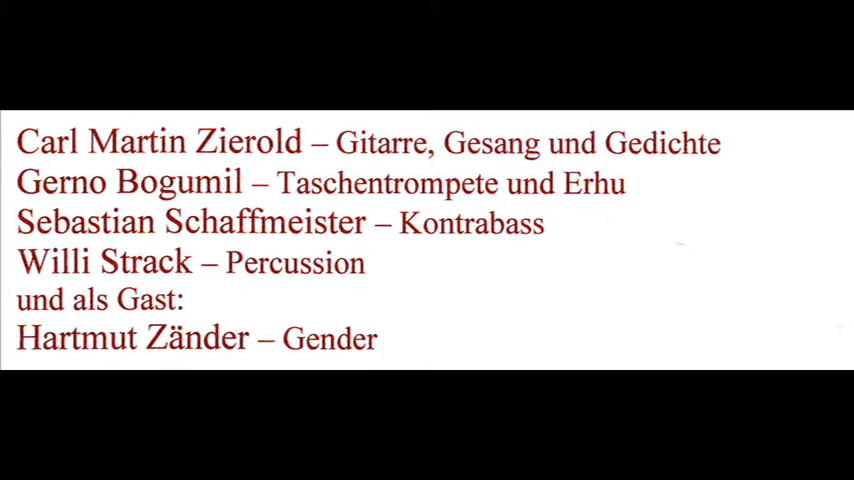 Carl Martin Zierold – Gitarre, Gesang und Gedichte
Gerno Bogumil – Taschentrompete und Erhu
Sebastian Schaffmeister – Kontrabass
Willi Strack – Percussion
und als Gast:
Hartmut Zänder – Gender